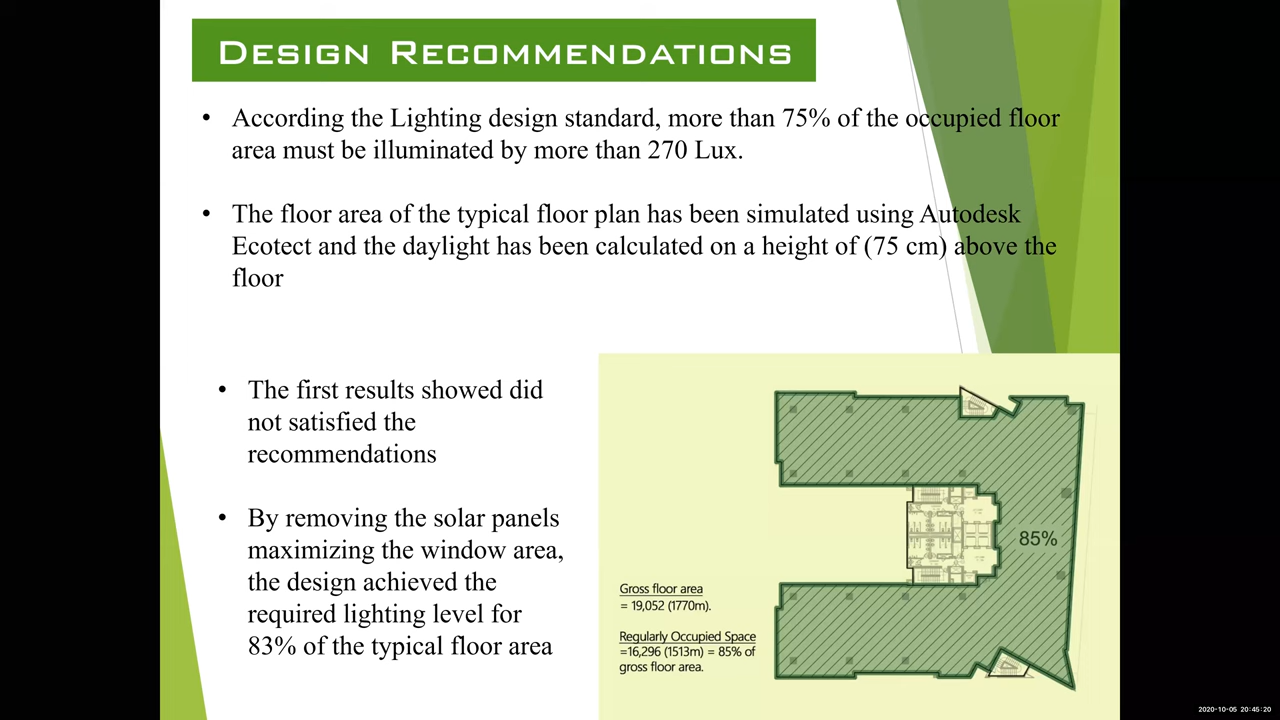 DESIGN RECOMMENDATIONS
• According the Lighting design standard, more than 75% of the occupied floor
area must be illuminated by more than 270 Lux.
• The floor area of the typical floor plan has been simulated using Autodesk
Ecotect and the daylight has been calculated on a height of (75 cm) above the
floor
• The first results showed did
not satisfied the
recommendations
• By removing the solar panels
maximizing the window area,
the design achieved the
required lighting level for
83% of the typical floor area
85%
Gross floor area
= 19,052 (1770m).
Regularly Occupied Space
=16,296 (1513m) = 85% of
gross floor area.
2020-10-05 20:45:20